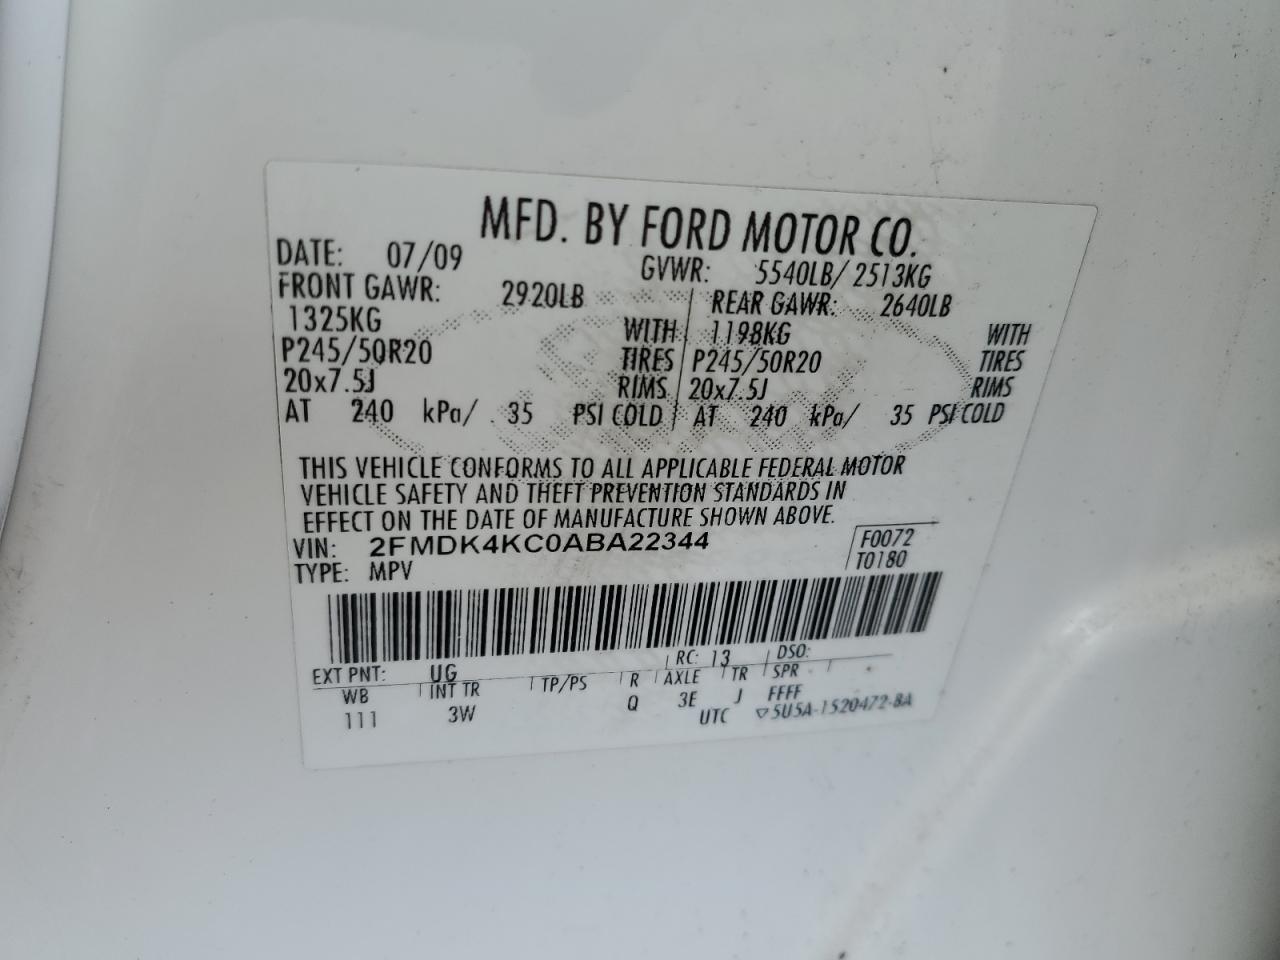 MFD. BY FORD MOTOR CO.
DATE: 07/09 GVWR: 5540LB/ 2513KG
FRONT GAWR: 2920LB REAR GAWR: 2640LB
1325KG WITH 1198KG WITH
P245/50R20 TIRES P245/50R20 TIRES
20x7.5J RIMS 20x7.5J RIMS
AT 240 kPa/ 35 PSI COLD AT 240 kPa/ 35 PSI COLD
THIS VEHICLE CONFORMS TO ALL APPLICABLE FEDERAL MOTOR
VEHICLE SAFETY AND THEFT PREVENTION STANDARDS IN
EFFECT ON THE DATE OF MANUFACTURE SHOWN ABOVE.
VIN: 2FMDK4KC0ABA22344 F0072
TYPE: MPV T0180
EXT PNT: UG RC: 13 DSO:
WB INT TR TP/PS R AXLE TR SPR
111 3W Q 3E J FFFF
UTC ▽5U5A-1520472-BA